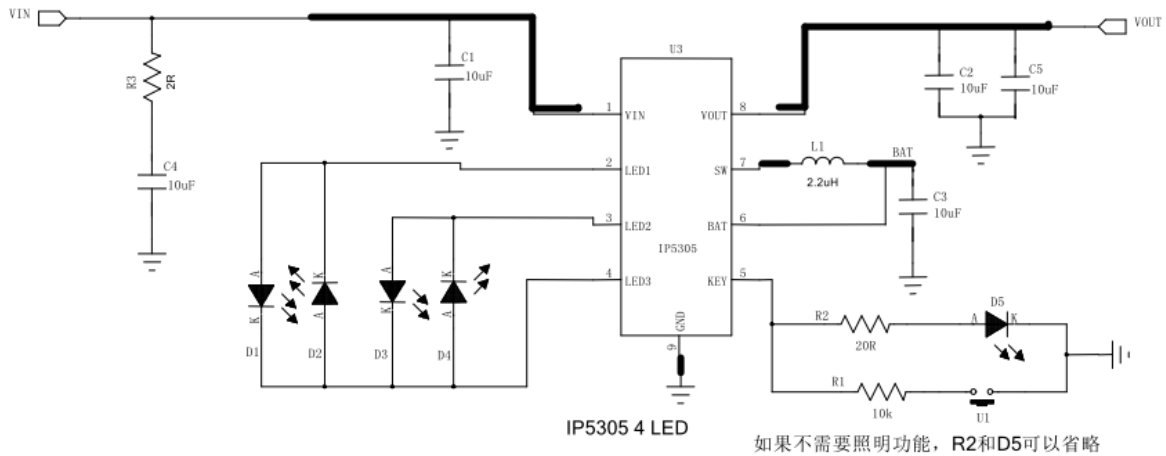 VIN
VOUT
U3
R3
2R
C1
10uF
C2
10uF
C5
10uF
1
VIN
VOUT
8
C4
10uF
2
LED1
SW
7
L1
2.2uH
BAT
C3
10uF
3
LED2
BAT
6
IP5305
4
LED3
KEY
5
GND
9
A
K
D1
K
A
D2
A
K
D3
K
A
D4
R2
20R
A
D5
K
R1
10k
U1
IP5305 4 LED
如果不需要照明功能，R2和D5可以省略